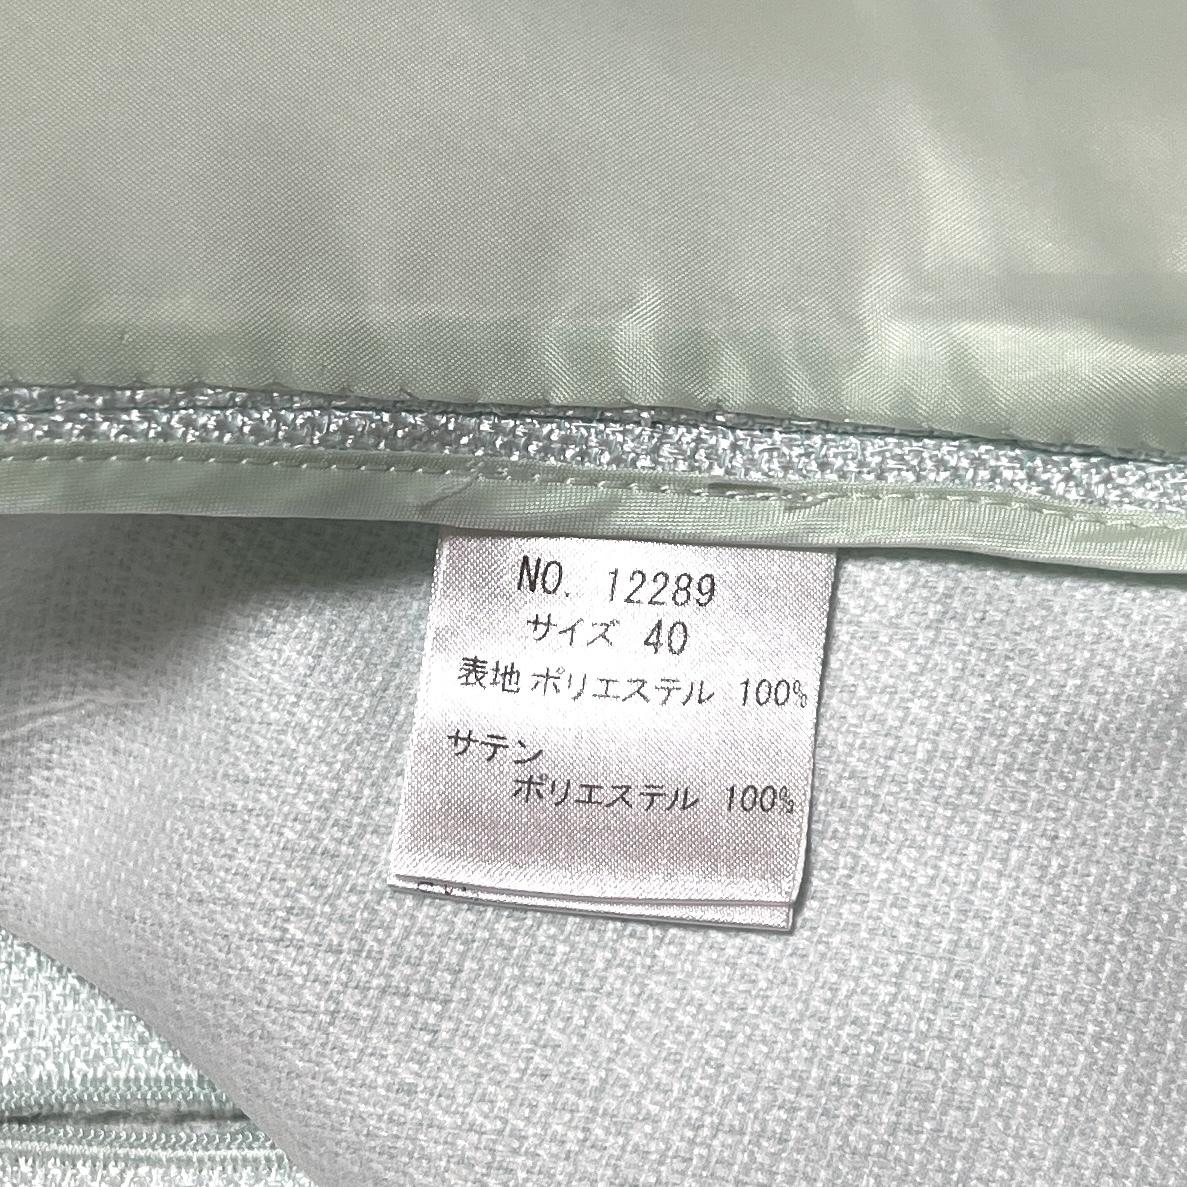 NO. 12289
サイズ 40
表地 ポリエステル 100%
サテン
ポリエステル 100%